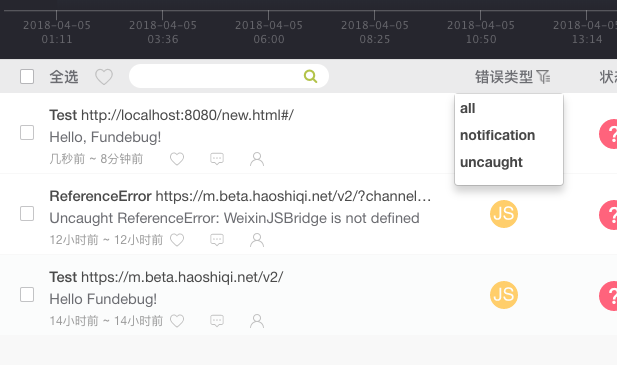 2018-04-05 2018-04-05 2018-04-05 2018-04-05 2018-04-05 2018-04-05
01:11 03:36 06:00 08:25 10:50 13:14
全选 错误类型
all
notification
uncaught
Test http://localhost:8080/new.html#/
Hello, Fundebug!
几秒前 ~ 8分钟前
?
ReferenceError https://m.beta.haoshiqi.net/v2/?channel…
Uncaught ReferenceError: WeixinJSBridge is not defined
12小时前 ~ 12小时前
JS ?
Test https://m.beta.haoshiqi.net/v2/
Hello Fundebug!
14小时前 ~ 14小时前
JS ?